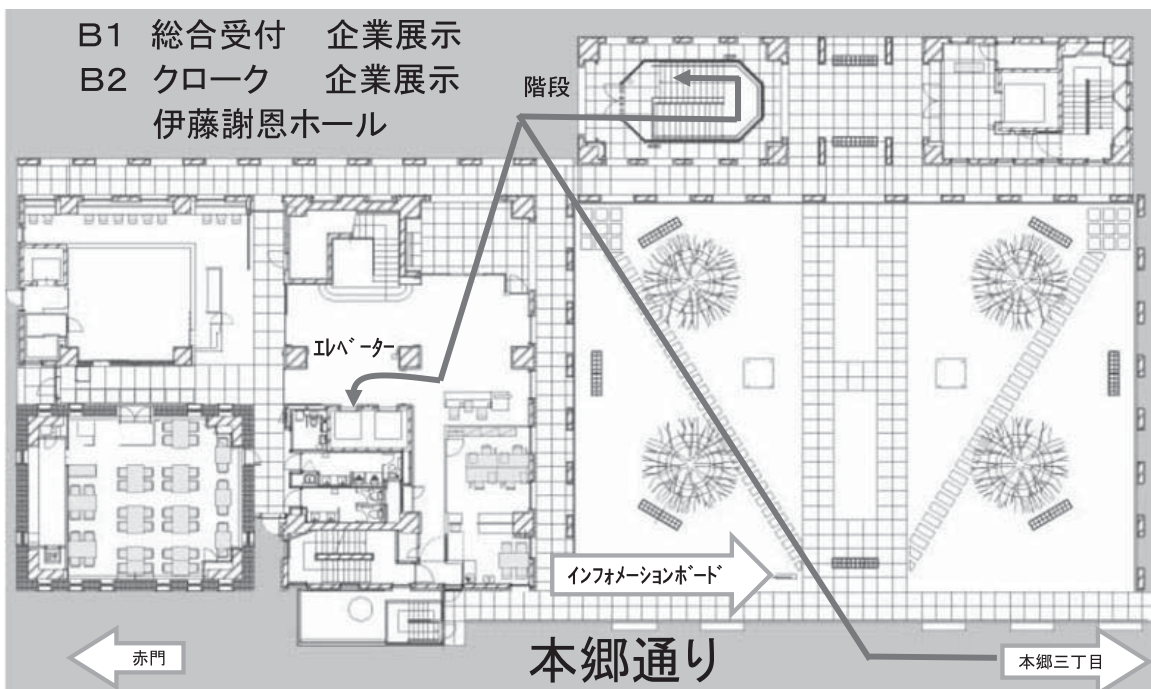 B1 総合受付 企業展示
B2 クローク 企業展示
伊藤謝恩ホール
階段
エレベーター
インフォメーションボード
赤門
本郷通り
本郷三丁目